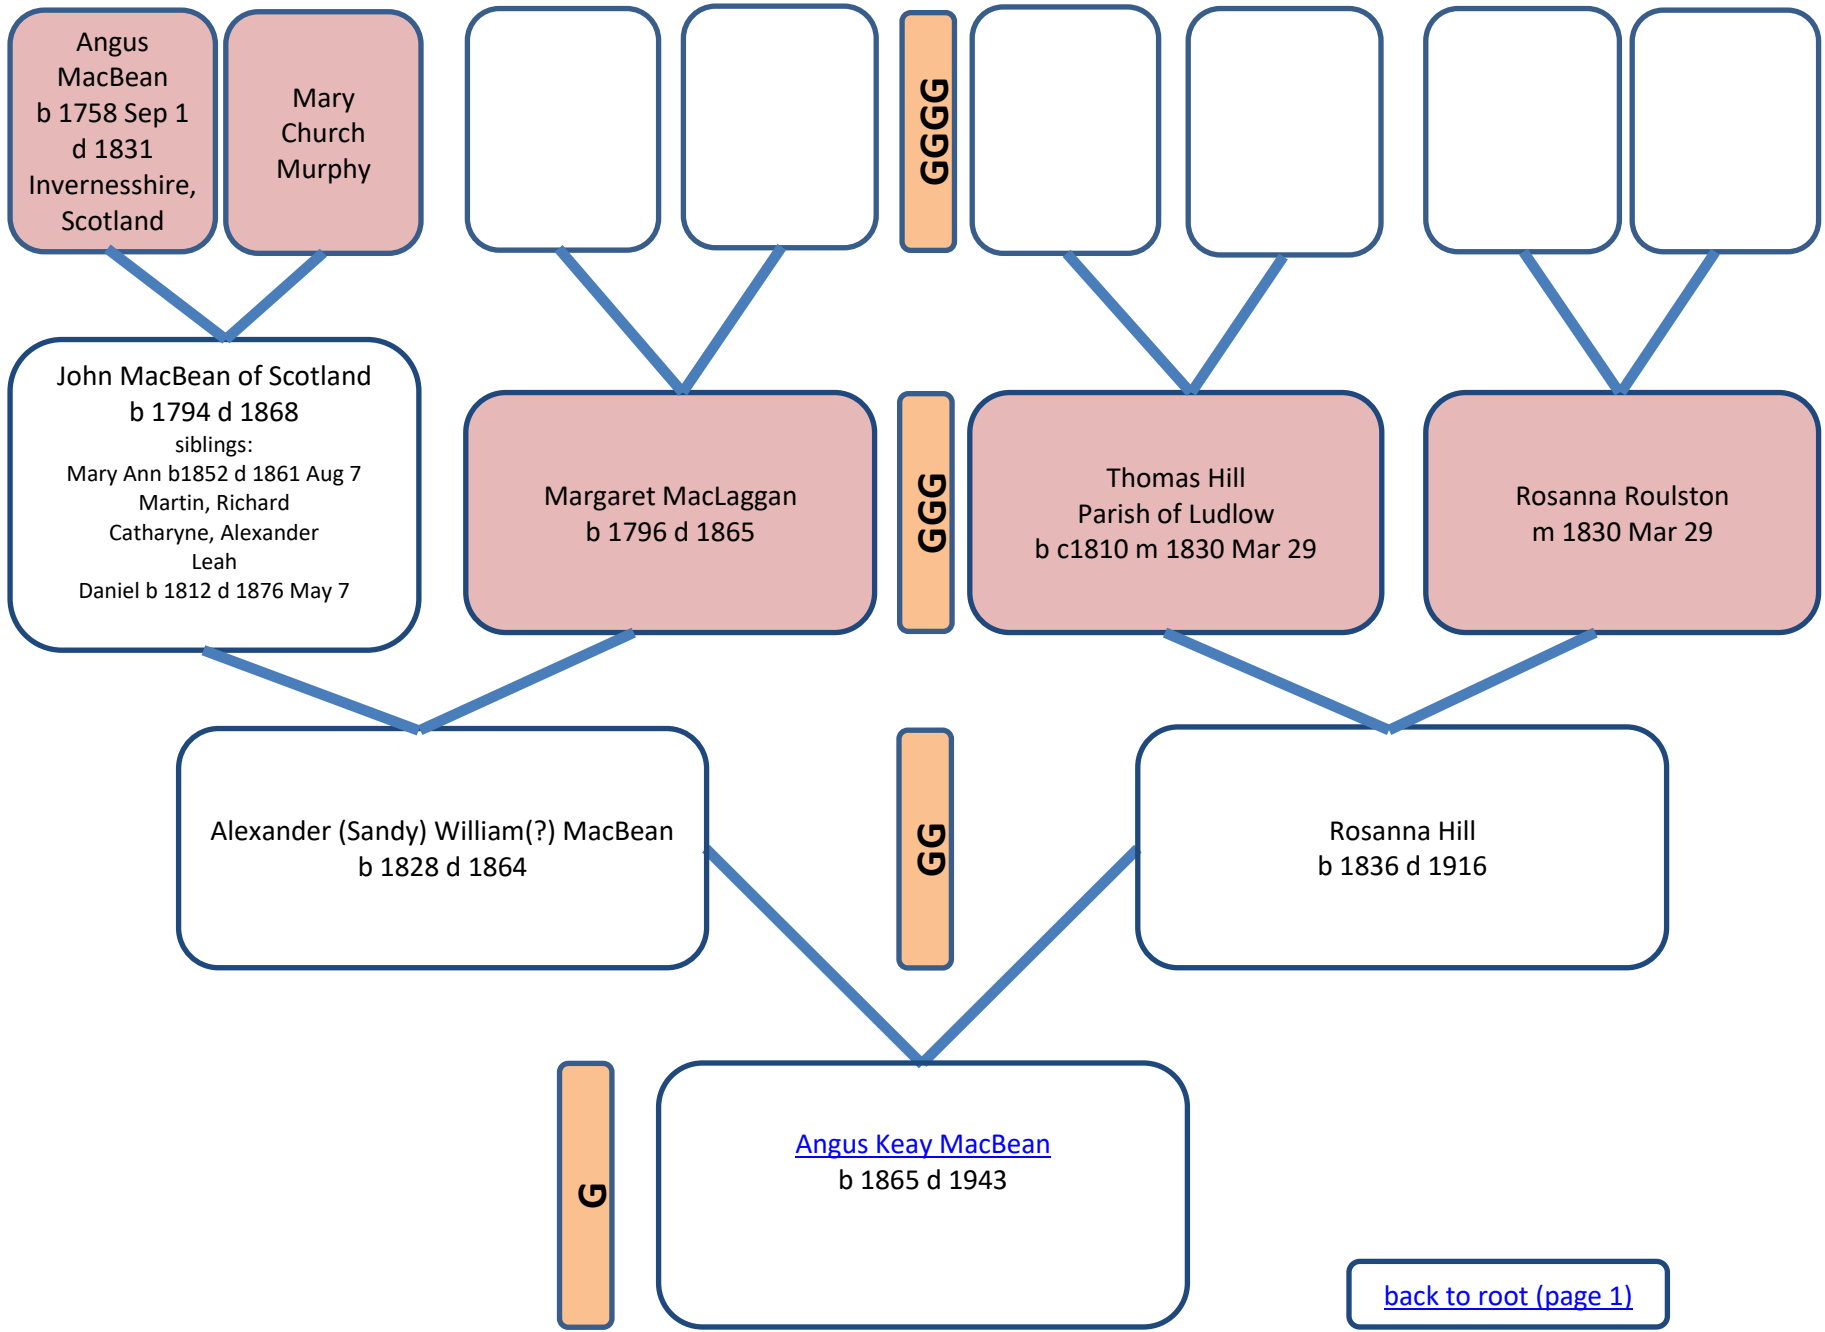 Angus
MacBean
b 1758 Sep 1
d 1831
Invernesshire,
Scotland
Mary
Church
Murphy
GGGG
John MacBean of Scotland
b 1794 d 1868
siblings:
Mary Ann b1852 d 1861 Aug 7
Martin, Richard
Catharyne, Alexander
Leah
Daniel b 1812 d 1876 May 7
Margaret MacLaggan
b 1796 d 1865
GGG
Thomas Hill
Parish of Ludlow
b c1810 m 1830 Mar 29
Rosanna Roulston
m 1830 Mar 29
Alexander (Sandy) William(?) MacBean
b 1828 d 1864
GG
Rosanna Hill
b 1836 d 1916
G
Angus Keay MacBean
b 1865 d 1943
back to root (page 1)